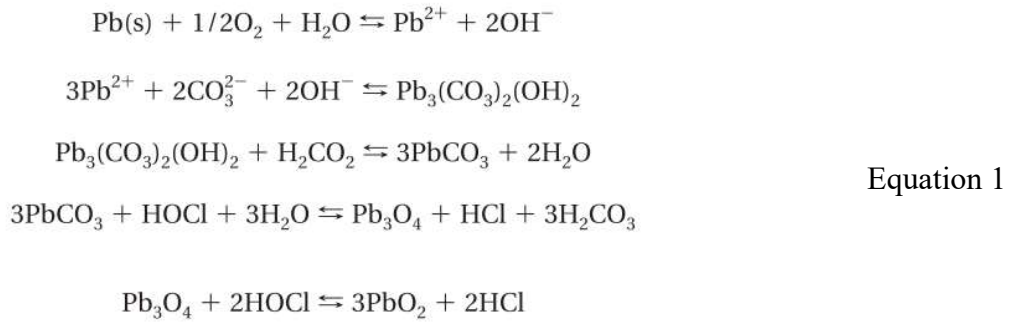 Pb(s) + 1/2O₂ + H₂O ⇆ Pb²⁺ + 2OH⁻
3Pb²⁺ + 2CO₃²⁻ + 2OH⁻ ⇆ Pb₃(CO₃)₂(OH)₂
Pb₃(CO₃)₂(OH)₂ + H₂CO₂ ⇆ 3PbCO₃ + 2H₂O
Equation 1
3PbCO₃ + HOCl + 3H₂O ⇆ Pb₃O₄ + HCl + 3H₂CO₃
Pb₃O₄ + 2HOCl ⇆ 3PbO₂ + 2HCl